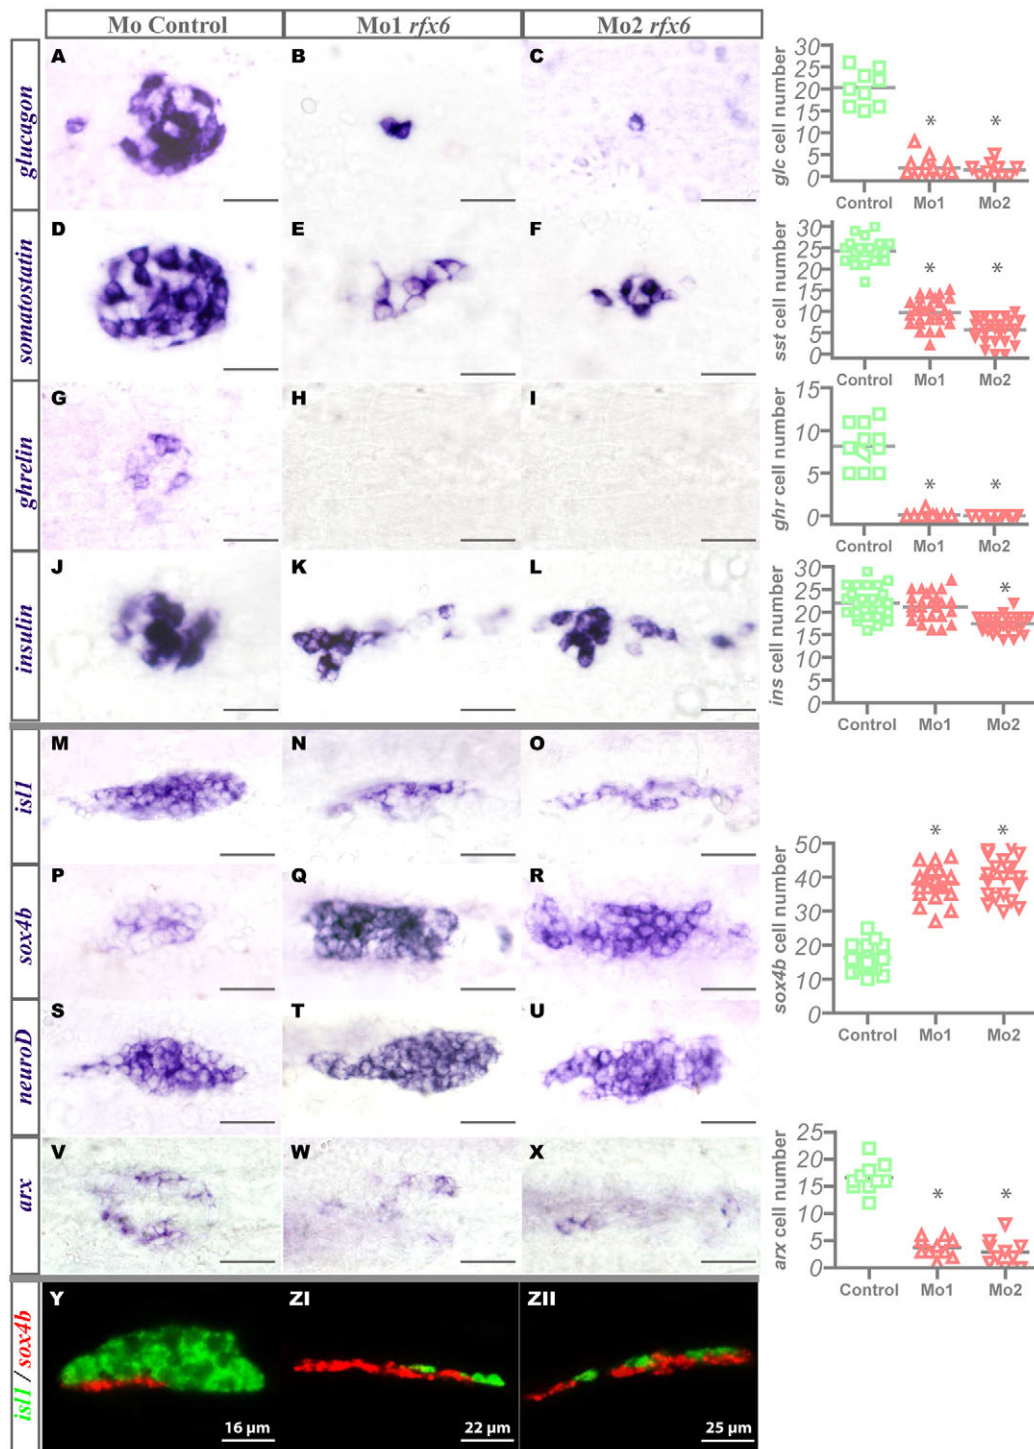 Mo Control
Mo1 rfx6
Mo2 rfx6
glucagon
A
B
C
glc cell number
30
25
20
15
10
5
0
*
*
Control
Mo1
Mo2
somatostatin
D
E
F
sst cell number
30
25
20
15
10
5
0
*
*
Control
Mo1
Mo2
ghrelin
G
H
I
ghr cell number
15
10
5
0
*
*
Control
Mo1
Mo2
insulin
J
K
L
ins cell number
30
25
20
15
10
5
0
*
Control
Mo1
Mo2
isl1
M
N
O
sox4b
P
Q
R
sox4b cell number
50
40
30
20
10
0
*
*
Control
Mo1
Mo2
neuroD
S
T
U
arx
V
W
X
arx cell number
25
20
15
10
5
0
*
*
Control
Mo1
Mo2
isl1 / sox4b
Y
ZI
ZII
16 µm
22 µm
25 µm